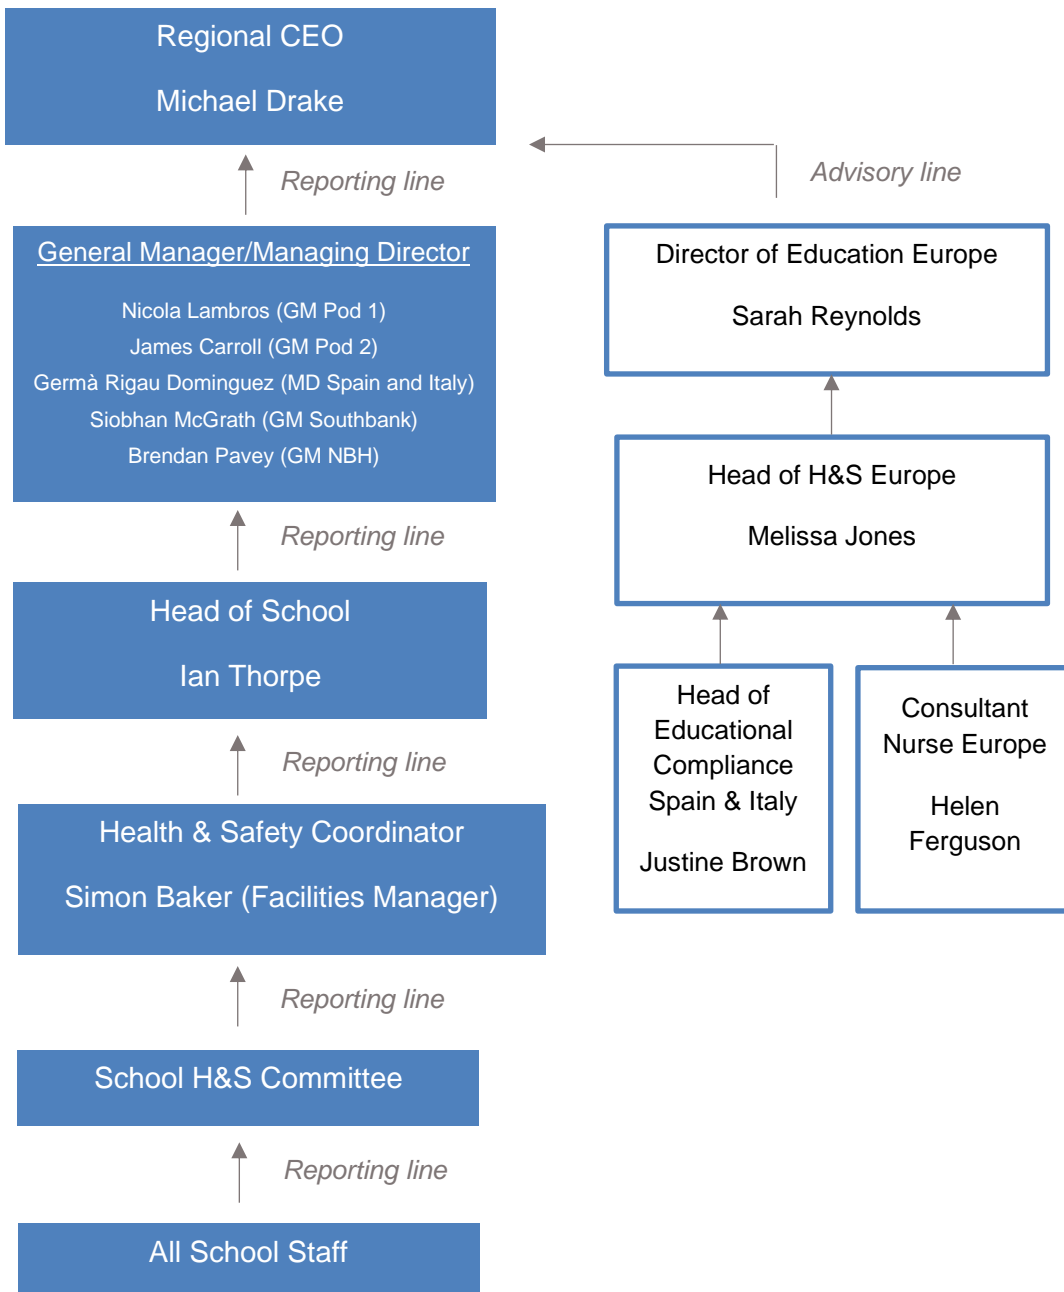 Regional CEO
Michael Drake
Reporting line
Advisory line
General Manager/Managing Director
Nicola Lambros (GM Pod 1)
James Carroll (GM Pod 2)
Germà Rigau Dominguez (MD Spain and Italy)
Siobhan McGrath (GM Southbank)
Brendan Pavey (GM NBH)
Director of Education Europe
Sarah Reynolds
Reporting line
Head of H&S Europe
Melissa Jones
Head of School
Ian Thorpe
Reporting line
Head of
Educational
Compliance
Spain & Italy
Justine Brown
Consultant
Nurse Europe
Helen
Ferguson
Health & Safety Coordinator
Simon Baker (Facilities Manager)
Reporting line
School H&S Committee
Reporting line
All School Staff